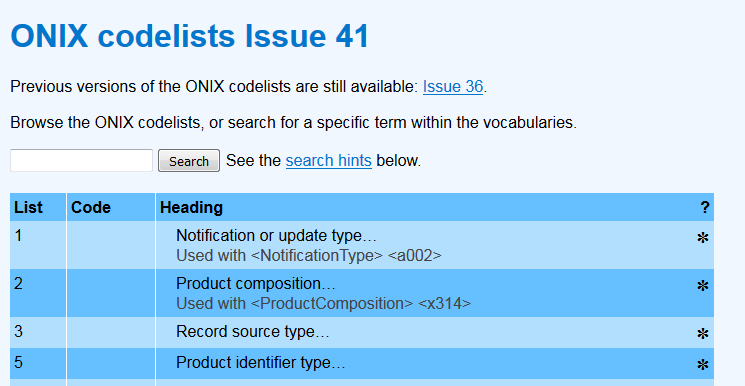 ONIX codelists Issue 41
Previous versions of the ONIX codelists are still available: Issue 36.
Browse the ONIX codelists, or search for a specific term within the vocabularies.
Search See the search hints below.
List Code Heading ?
1 Notification or update type… *
Used with <NotificationType> <a002>
2 Product composition… *
Used with <ProductComposition> <x314>
3 Record source type… *
5 Product identifier type… *